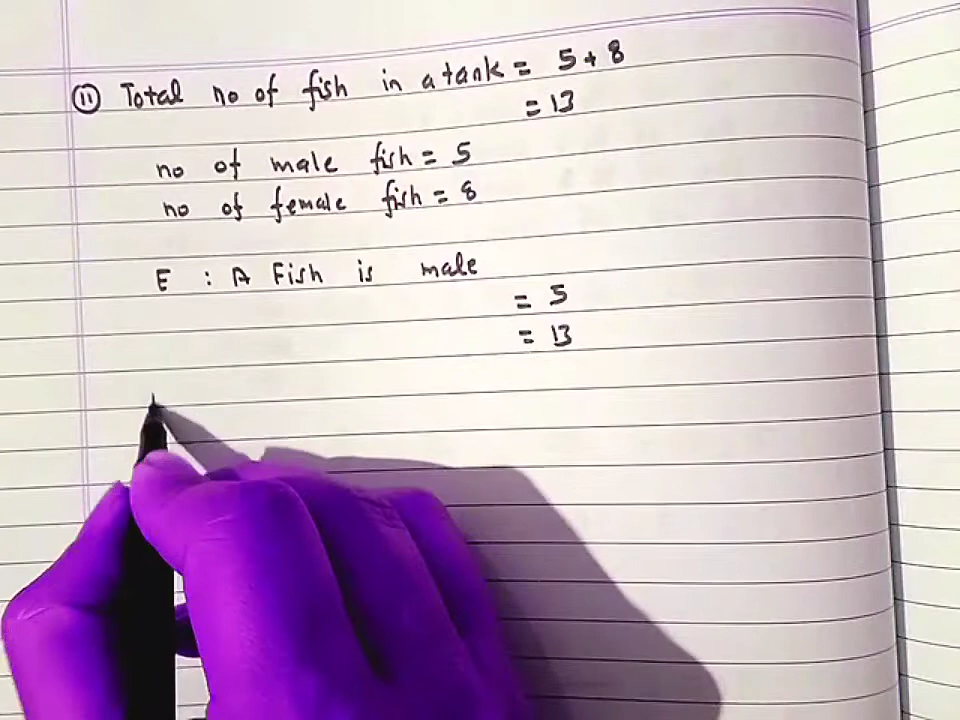 11 Total no of fish in a tank = 5 + 8
= 13
no of male fish = 5
no of female fish = 8
E : A Fish is male
= 5
= 13